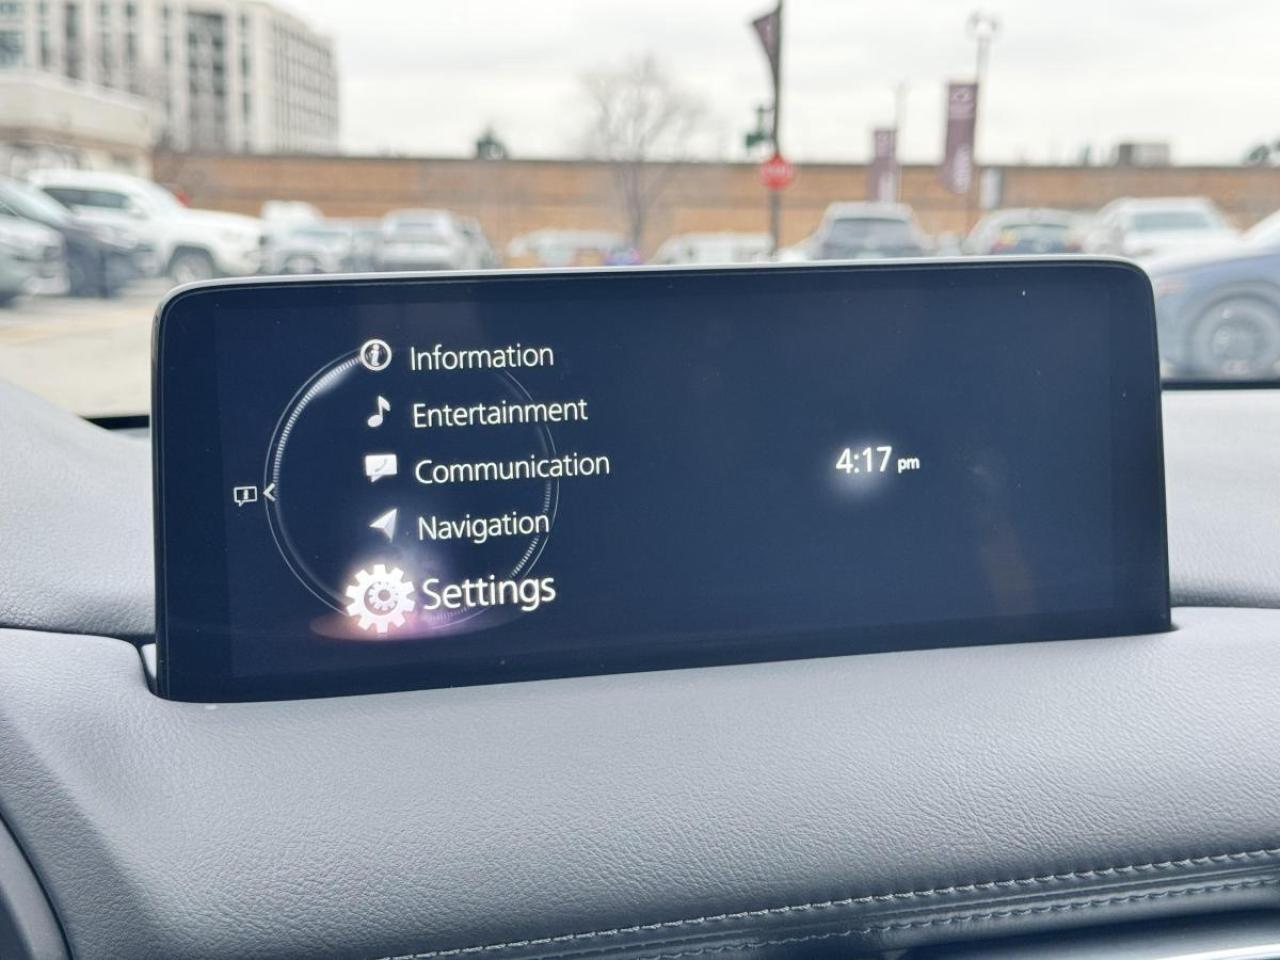 Information
Entertainment
Communication
Navigation
Settings
4:17 pm